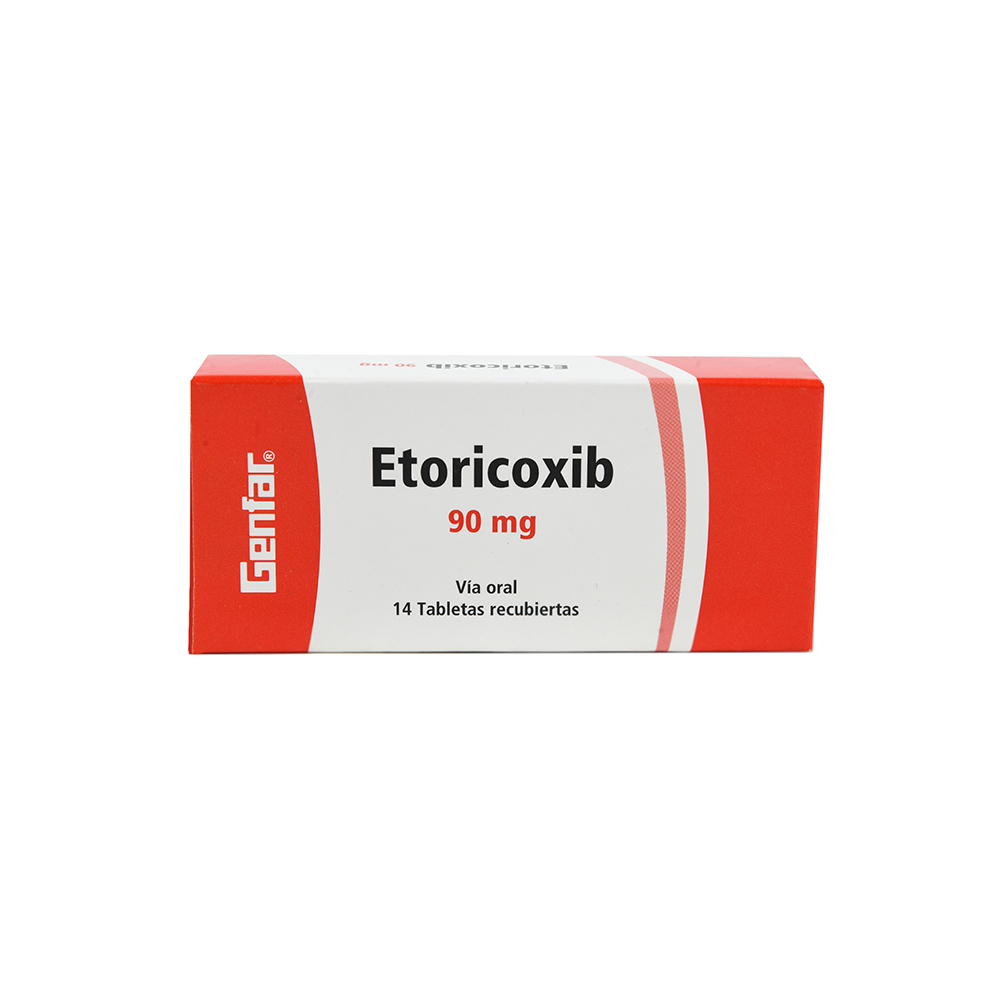 Etoricoxib 90 mg
Genfar®
Etoricoxib
90 mg
Vía oral
14 Tabletas recubiertas